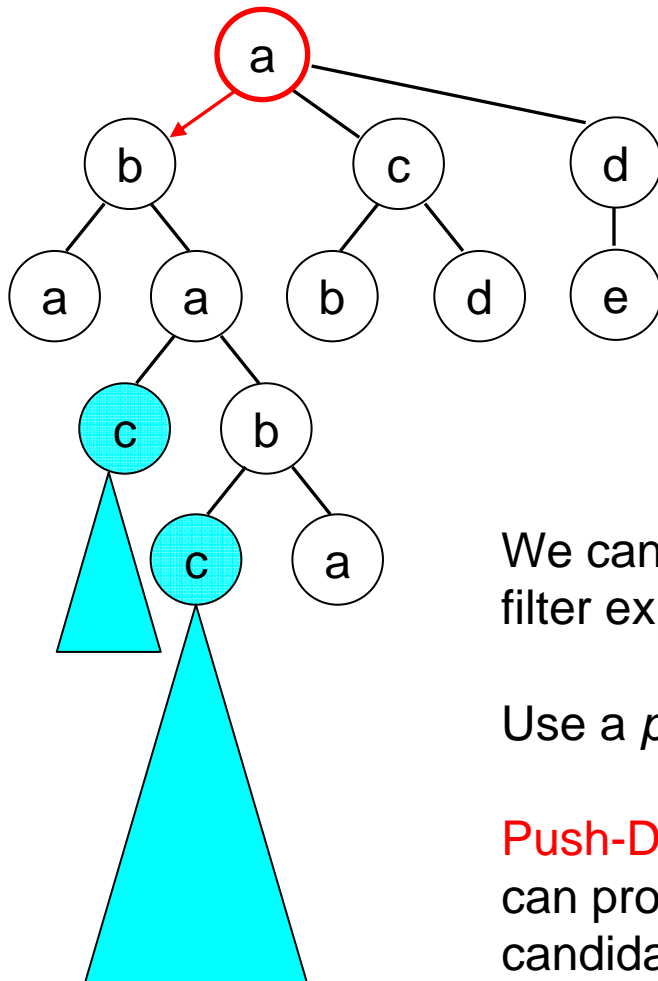 a
b c d
a a b d e
c b
c a
We can
filter ex
Use a p
Push-D
can pro
candida